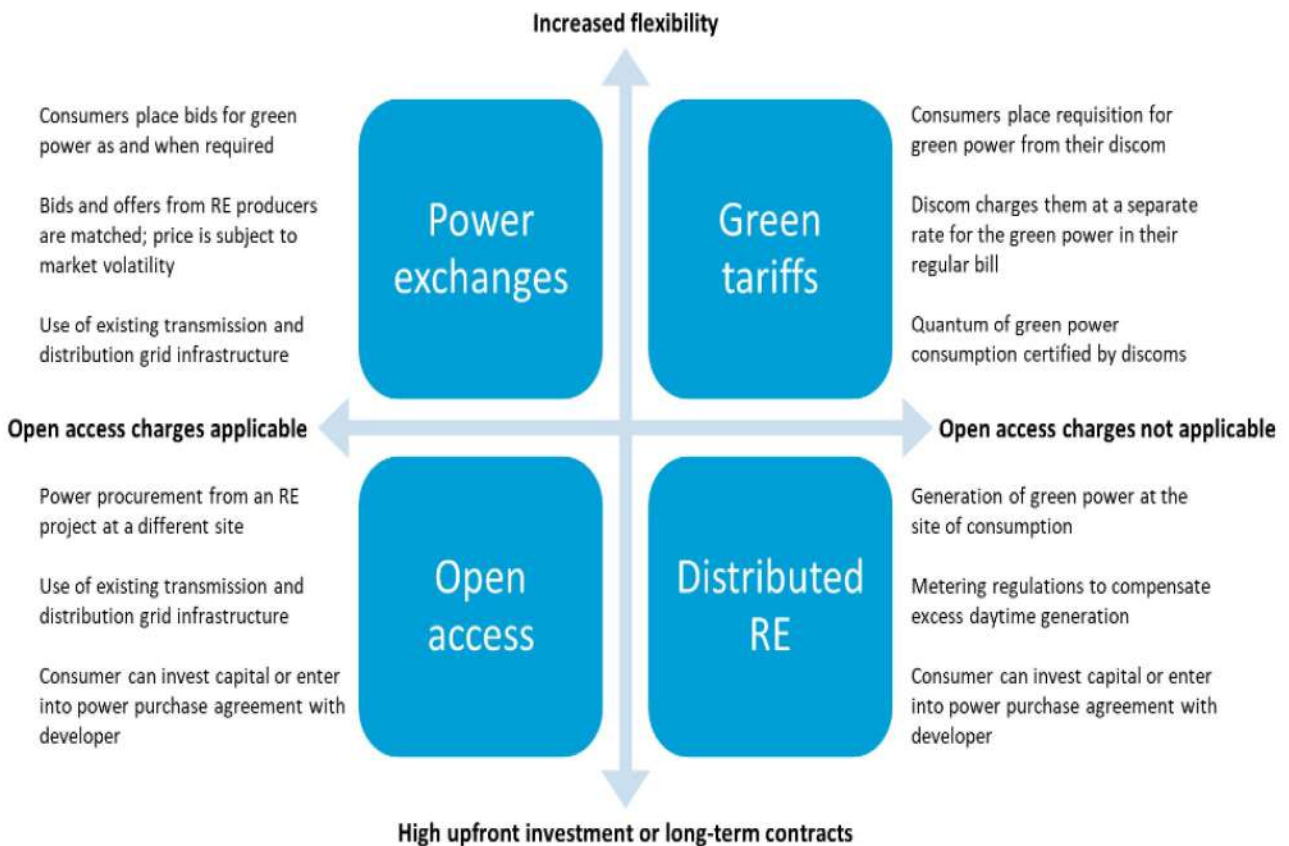 Increased flexibility
Consumers place bids for green
power as and when required
Bids and offers from RE producers
are matched; price is subject to
market volatility
Use of existing transmission and
distribution grid infrastructure
Power
exchanges
Green
tariffs
Consumers place requisition for
green power from their discom
Discom charges them at a separate
rate for the green power in their
regular bill
Quantum of green power
consumption certified by discoms
Open access charges applicable
Open access charges not applicable
Power procurement from an RE
project at a different site
Use of existing transmission and
distribution grid infrastructure
Consumer can invest capital or enter
into power purchase agreement with
developer
Open
access
Distributed
RE
Generation of green power at the
site of consumption
Metering regulations to compensate
excess daytime generation
Consumer can invest capital or enter
into power purchase agreement with
developer
High upfront investment or long-term contracts